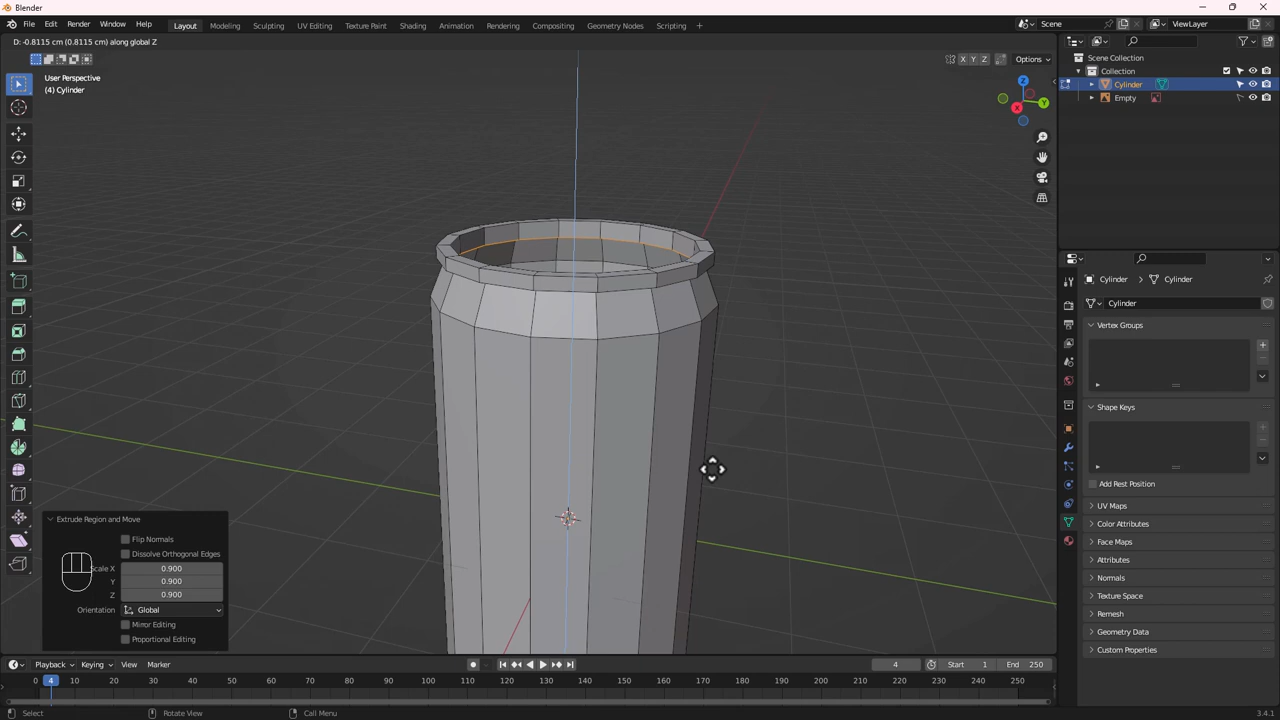 Blender
File Edit Render Window Help
Layout Modeling Sculpting UV Editing Texture Paint Shading Animation Rendering Compositing Geometry Nodes Scripting +
Scene
ViewLayer
D: -0.8115 cm (0.8115 cm) along global Z
X Y Z
Options
User Perspective
(4) Cylinder
Z
Y
X
Scene Collection
Collection
Cylinder
Empty
Cylinder
Cylinder
Cylinder
Vertex Groups
Shape Keys
Add Rest Position
UV Maps
Color Attributes
Face Maps
Attributes
Normals
Texture Space
Remesh
Geometry Data
Custom Properties
Extrude Region and Move
Flip Normals
Dissolve Orthogonal Edges
Scale X 0.900
Y 0.900
Z 0.900
Orientation Global
Mirror Editing
Proportional Editing
Playback Keying View Marker
4
Start 1
End 250
0 4 10 20 30 40 50 60 70 80 90 100 110 120 130 140 150 160 170 180 190 200 210 220 230 240 250
Select
Rotate View
Call Menu
3.4.1